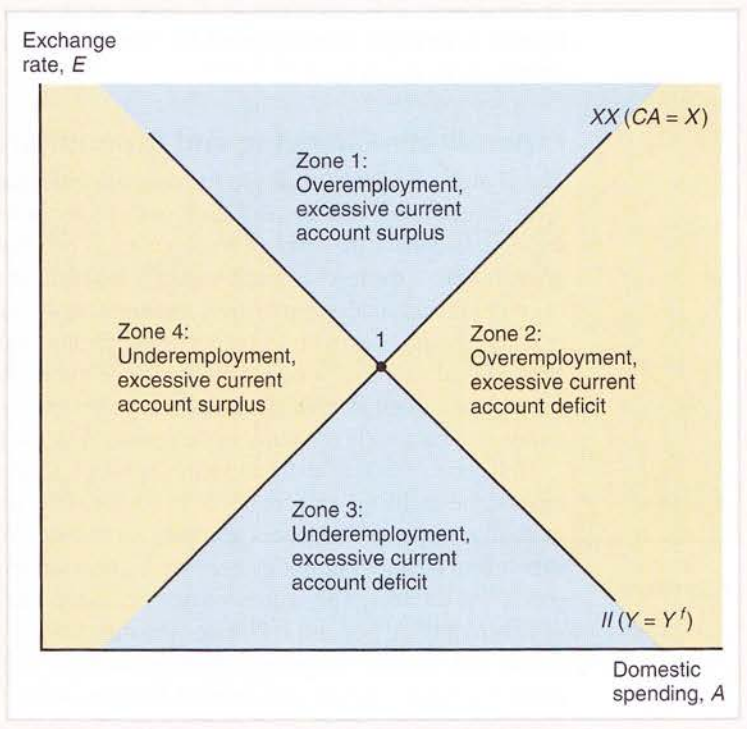 Exchange
rate, E
XX (CA = X)
Zone 1:
Overemployment,
excessive current
account surplus
Zone 4:
Underemployment,
excessive current
account surplus
1
Zone 2:
Overemployment,
excessive current
account deficit
Zone 3:
Underemployment,
excessive current
account deficit
II (Y = Y^f)
Domestic
spending, A